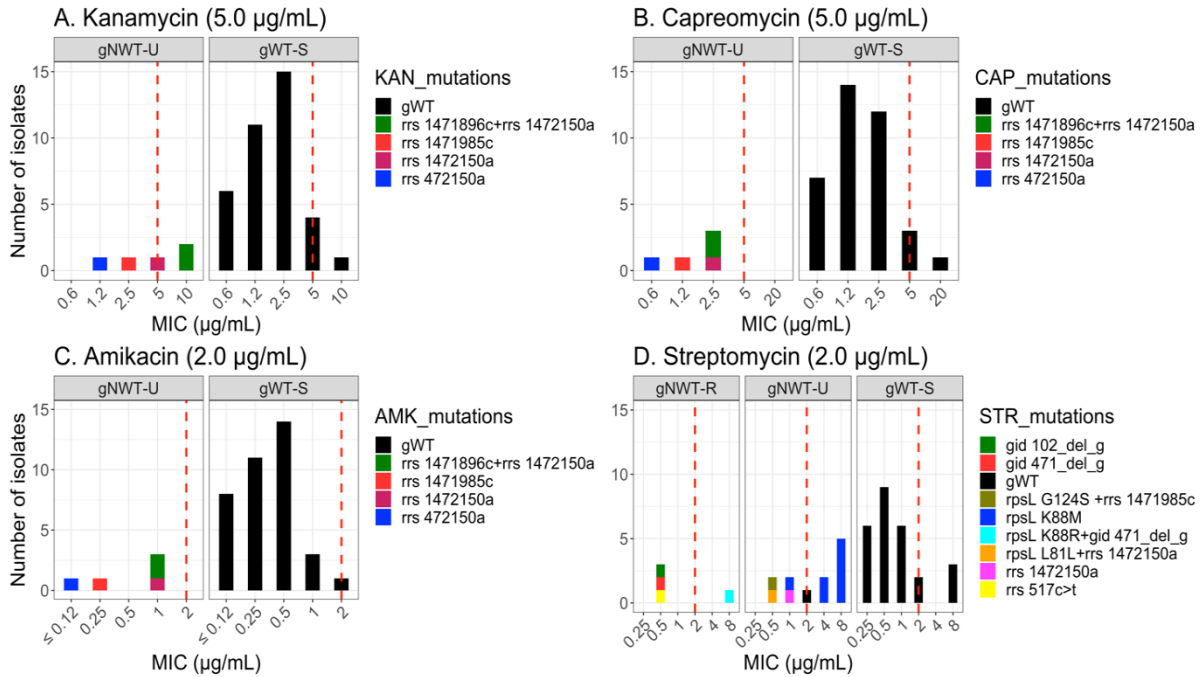 A. Kanamycin (5.0 µg/mL)
gNWT-U
gWT-S
Number of isolates
15
10
5
0
0.6
1.2
2.5
5
10
0.6
1.2
2.5
5
10
MIC (µg/mL)
KAN_mutations
gWT
rrs 1471896c+rrs 1472150a
rrs 1471985c
rrs 1472150a
rrs 472150a
B. Capreomycin (5.0 µg/mL)
gNWT-U
gWT-S
15
10
5
0
0.6
1.2
2.5
5
20
0.6
1.2
2.5
5
20
MIC (µg/mL)
CAP_mutations
gWT
rrs 1471896c+rrs 1472150a
rrs 1471985c
rrs 1472150a
rrs 472150a
C. Amikacin (2.0 µg/mL)
gNWT-U
gWT-S
Number of isolates
15
10
5
0
≤ 0.12
0.25
0.5
1
2
≤ 0.12
0.25
0.5
1
2
MIC (µg/mL)
AMK_mutations
gWT
rrs 1471896c+rrs 1472150a
rrs 1471985c
rrs 1472150a
rrs 472150a
D. Streptomycin (2.0 µg/mL)
gNWT-R
gNWT-U
gWT-S
15
10
5
0
0.25
0.5
1
2
4
8
0.25
0.5
1
2
4
8
0.25
0.5
1
2
4
8
MIC (µg/mL)
STR_mutations
gid 102_del_g
gid 471_del_g
gWT
rpsL G124S +rrs 1471985c
rpsL K88M
rpsL K88R+gid 471_del_g
rpsL L81L+rrs 1472150a
rrs 1472150a
rrs 517c>t